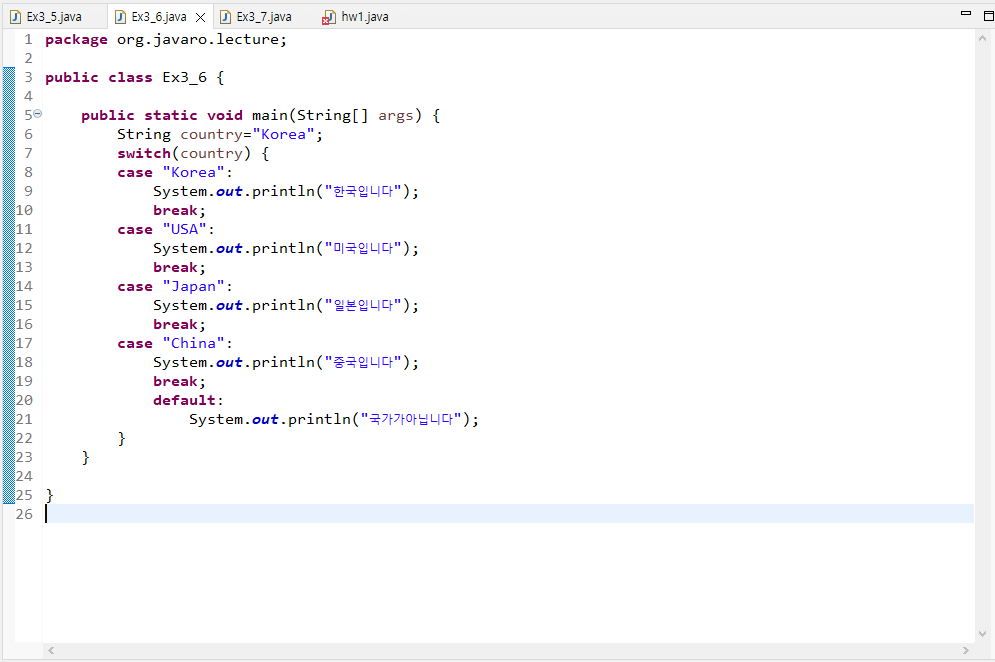 Ex3_5.java Ex3_6.java Ex3_7.java hw1.java
1 package org.javaro.lecture;
2
3 public class Ex3_6 {
4
5 public static void main(String[] args) {
6 String country="Korea";
7 switch(country) {
8 case "Korea":
9 System.out.println("한국입니다");
10 break;
11 case "USA":
12 System.out.println("미국입니다");
13 break;
14 case "Japan":
15 System.out.println("일본입니다");
16 break;
17 case "China":
18 System.out.println("중국입니다");
19 break;
20 default:
21 System.out.println("국가가아닙니다");
22 }
23 }
24
25 }
26